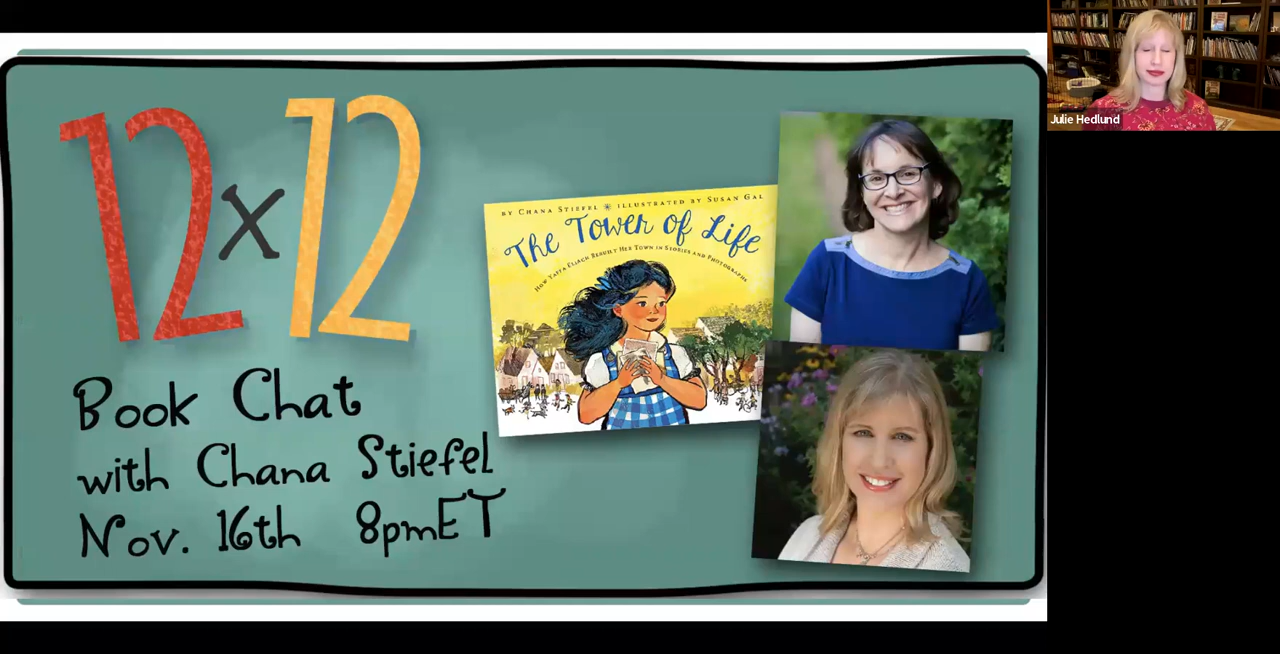 12x12
Book Chat
with Chana Stiefel
Nov. 16th 8pmET
BY CHANA STIEFEL ILLUSTRATED BY SUSAN GAL
The Tower of Life
HOW YAFFA ELIACH REBUILT HER TOWN IN STORIES AND PHOTOGRAPHS
Julie Hedlund